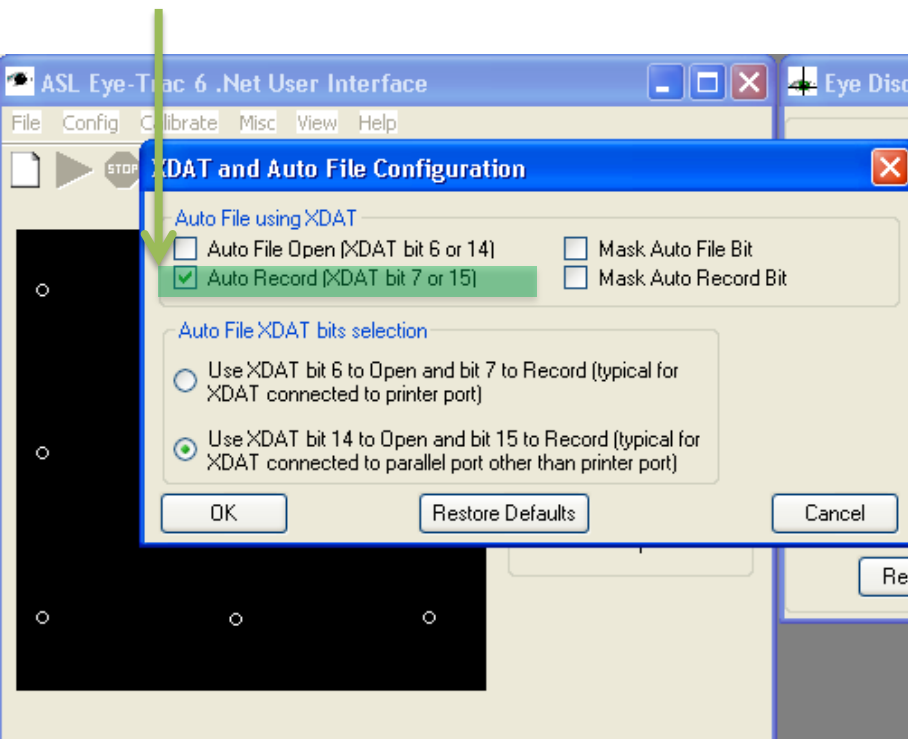 ASL Eye-Trac 6 .Net User Interface
Eye Disc
File Config Calibrate Misc View Help
STOP
XDAT and Auto File Configuration
Auto File using XDAT
Auto File Open (XDAT bit 6 or 14)
Mask Auto File Bit
Auto Record (XDAT bit 7 or 15)
Mask Auto Record Bit
Auto File XDAT bits selection
Use XDAT bit 6 to Open and bit 7 to Record (typical for
XDAT connected to printer port)
Use XDAT bit 14 to Open and bit 15 to Record (typical for
XDAT connected to parallel port other than printer port)
OK
Restore Defaults
Cancel
Re